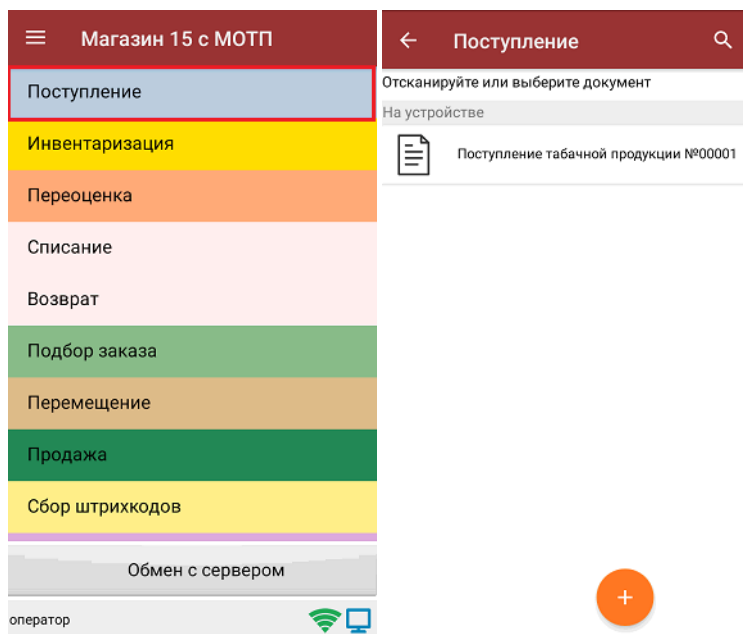 Магазин 15 с МОТП
Поступление
Инвентаризация
Переоценка
Списание
Возврат
Подбор заказа
Перемещение
Продажа
Сбор штрихкодов
Обмен с сервером
оператор
Поступление
Отсканируйте или выберите документ
На устройстве
Поступление табачной продукции №00001
+